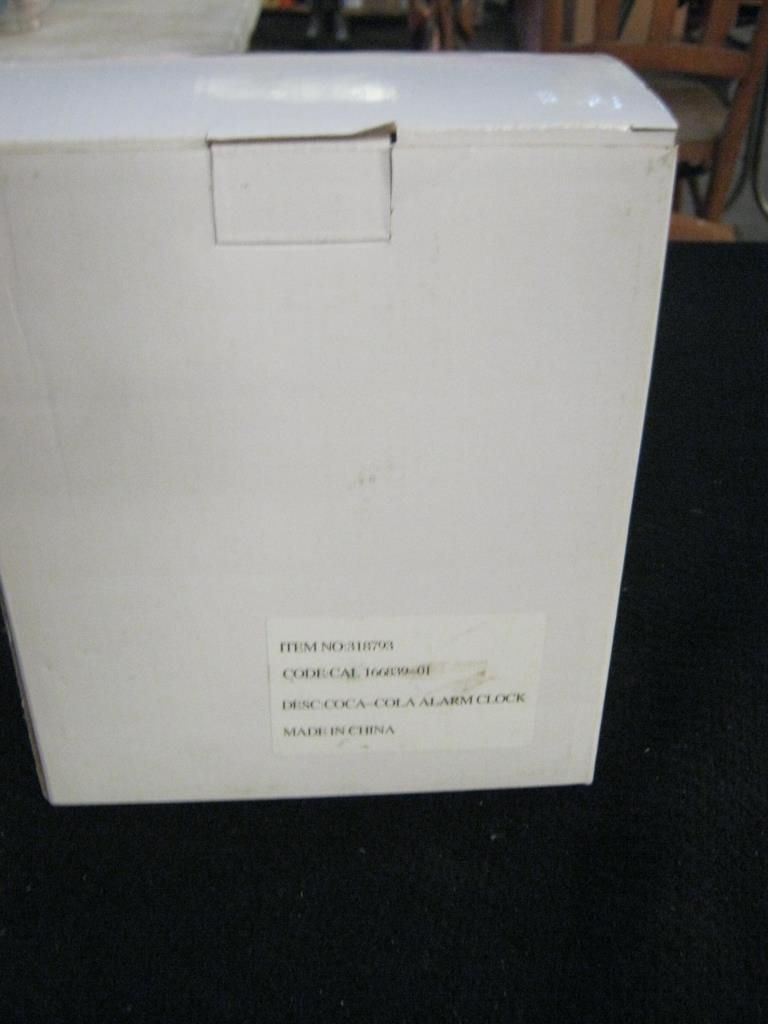 ITEM NO:318793
CODE:CAL 166839-01
DESC:COCA-COLA ALARM CLOCK
MADE IN CHINA